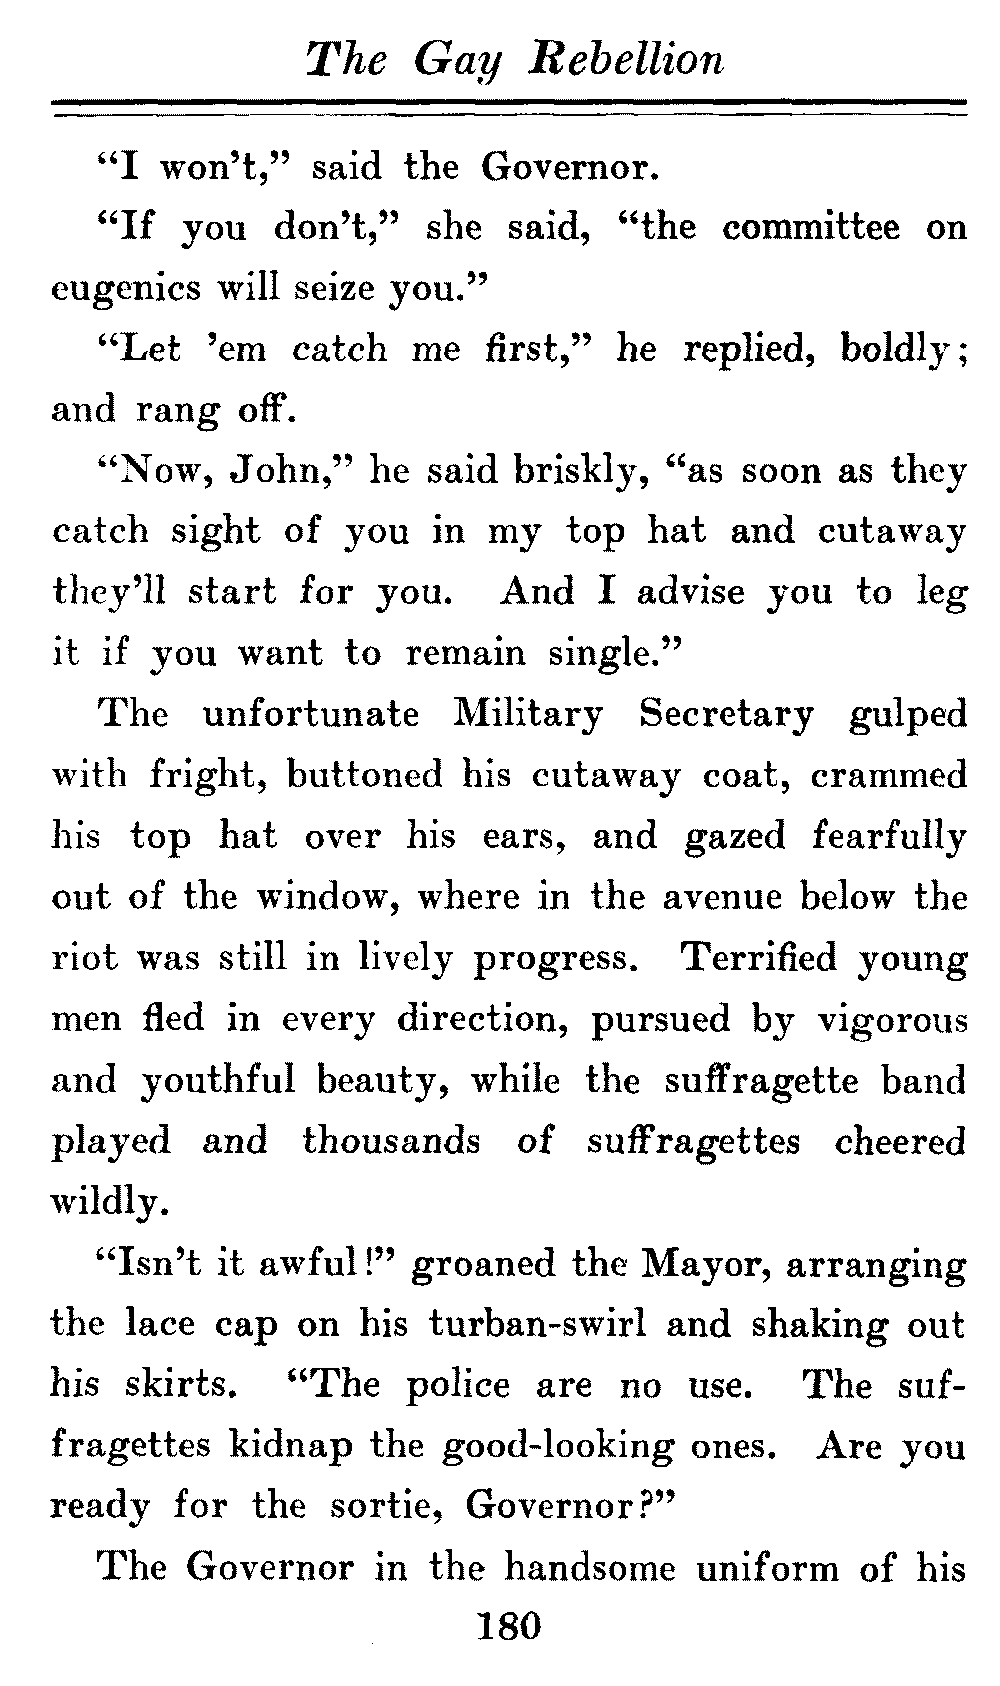 The Gay Rebellion
“I won’t,” said the Governor.
“If you don’t,” she said, “the committee on
eugenics will seize you.”
“Let ’em catch me first,” he replied, boldly;
and rang off.
“Now, John,” he said briskly, “as soon as they
catch sight of you in my top hat and cutaway
they’ll start for you. And I advise you to leg
it if you want to remain single.”
The unfortunate Military Secretary gulped
with fright, buttoned his cutaway coat, crammed
his top hat over his ears, and gazed fearfully
out of the window, where in the avenue below the
riot was still in lively progress. Terrified young
men fled in every direction, pursued by vigorous
and youthful beauty, while the suffragette band
played and thousands of suffragettes cheered
wildly.
“Isn’t it awful!” groaned the Mayor, arranging
the lace cap on his turban-swirl and shaking out
his skirts. “The police are no use. The suf-
fragettes kidnap the good-looking ones. Are you
ready for the sortie, Governor?”
The Governor in the handsome uniform of his
180